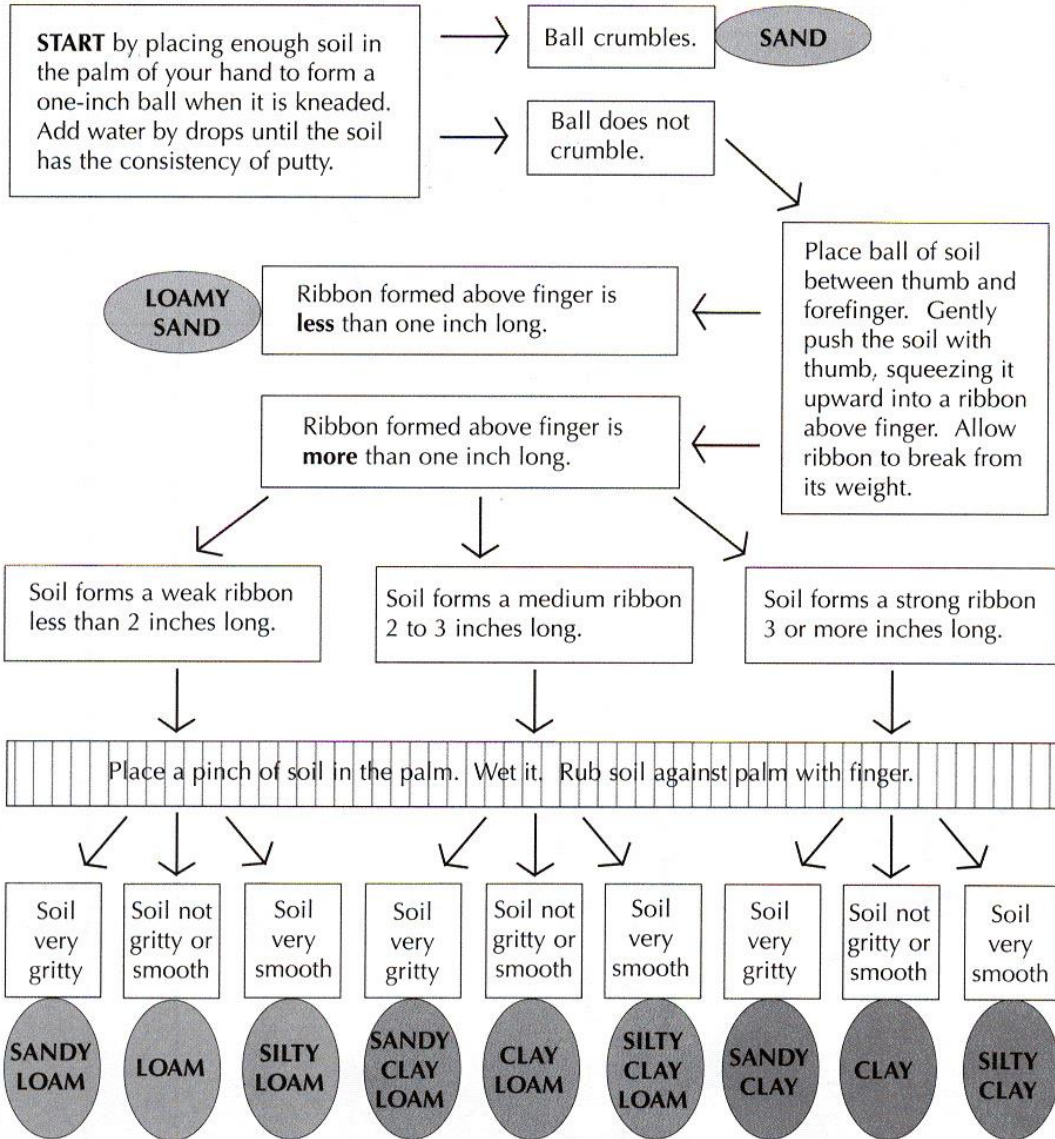 START by placing enough soil in
the palm of your hand to form a
one-inch ball when it is kneaded.
Add water by drops until the soil
has the consistency of putty.
Ball crumbles.
SAND
Ball does not
crumble.
Place ball of soil
between thumb and
forefinger. Gently
push the soil with
thumb, squeezing it
upward into a ribbon
above finger. Allow
ribbon to break from
its weight.
LOAMY
SAND
Ribbon formed above finger is
less than one inch long.
Ribbon formed above finger is
more than one inch long.
Soil forms a weak ribbon
less than 2 inches long.
Soil forms a medium ribbon
2 to 3 inches long.
Soil forms a strong ribbon
3 or more inches long.
Place a pinch of soil in the palm. Wet it. Rub soil against palm with finger.
Soil
very
gritty
Soil not
gritty or
smooth
Soil
very
smooth
Soil
very
gritty
Soil not
gritty or
smooth
Soil
very
smooth
Soil
very
gritty
Soil not
gritty or
smooth
Soil
very
smooth
SANDY
LOAM
LOAM
SILTY
LOAM
SANDY
CLAY
LOAM
CLAY
LOAM
SILTY
CLAY
LOAM
SANDY
CLAY
CLAY
SILTY
CLAY